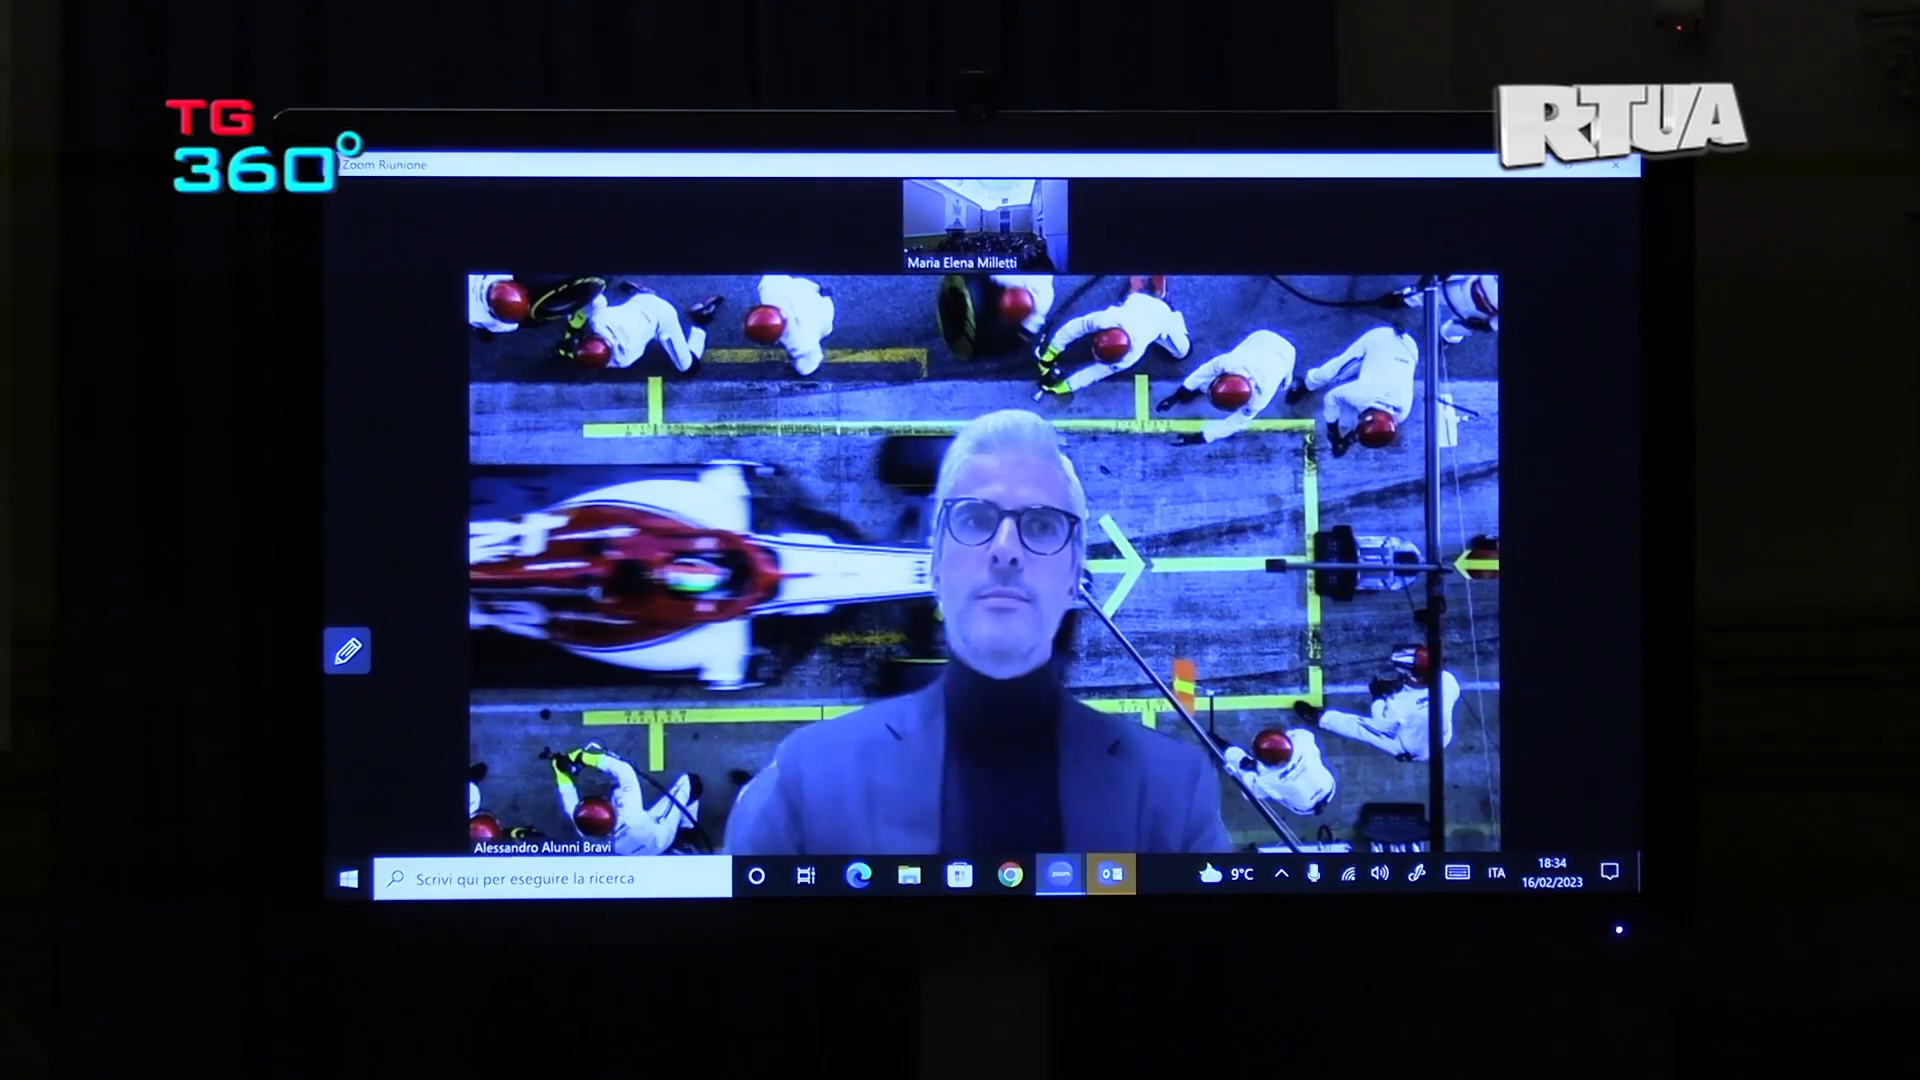 TG
360°
RTUA
Zoom Riunione
Maria Elena Milletti
Alessandro Alunni Bravi
Scrivi qui per eseguire la ricerca
zoom
9°C
ITA
18:34
16/02/2023